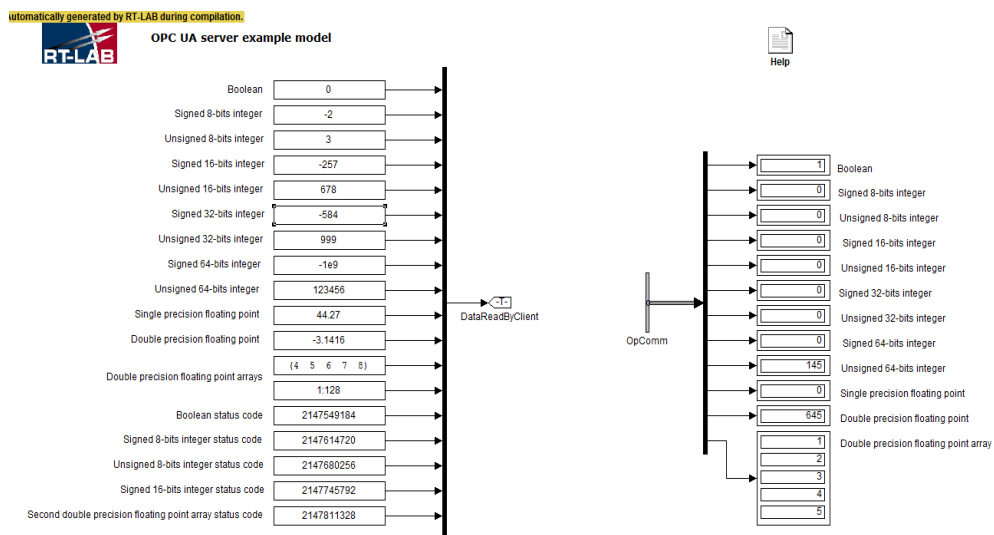 utomatically generated by RT-LAB during compilation.
RT-LAB
OPC UA server example model
Help
Boolean 0
Signed 8-bits integer -2
Unsigned 8-bits integer 3
Signed 16-bits integer -257
Unsigned 16-bits integer 678
Signed 32-bits integer -584
Unsigned 32-bits integer 999
Signed 64-bits integer -1e9
Unsigned 64-bits integer 123456
Single precision floating point 44.27
Double precision floating point -3.1416
Double precision floating point arrays (4 5 6 7 8)
1:128
Boolean status code 2147549184
Signed 8-bits integer status code 2147614720
Unsigned 8-bits integer status code 2147680256
Signed 16-bits integer status code 2147745792
Second double precision floating point array status code 2147811328
-T-
DataReadByClient
OpComm
1 Boolean
0 Signed 8-bits integer
0 Unsigned 8-bits integer
0 Signed 16-bits integer
0 Unsigned 16-bits integer
0 Signed 32-bits integer
0 Unsigned 32-bits integer
0 Signed 64-bits integer
145 Unsigned 64-bits integer
0 Single precision floating point
645 Double precision floating point
1 Double precision floating point array
2
3
4
5